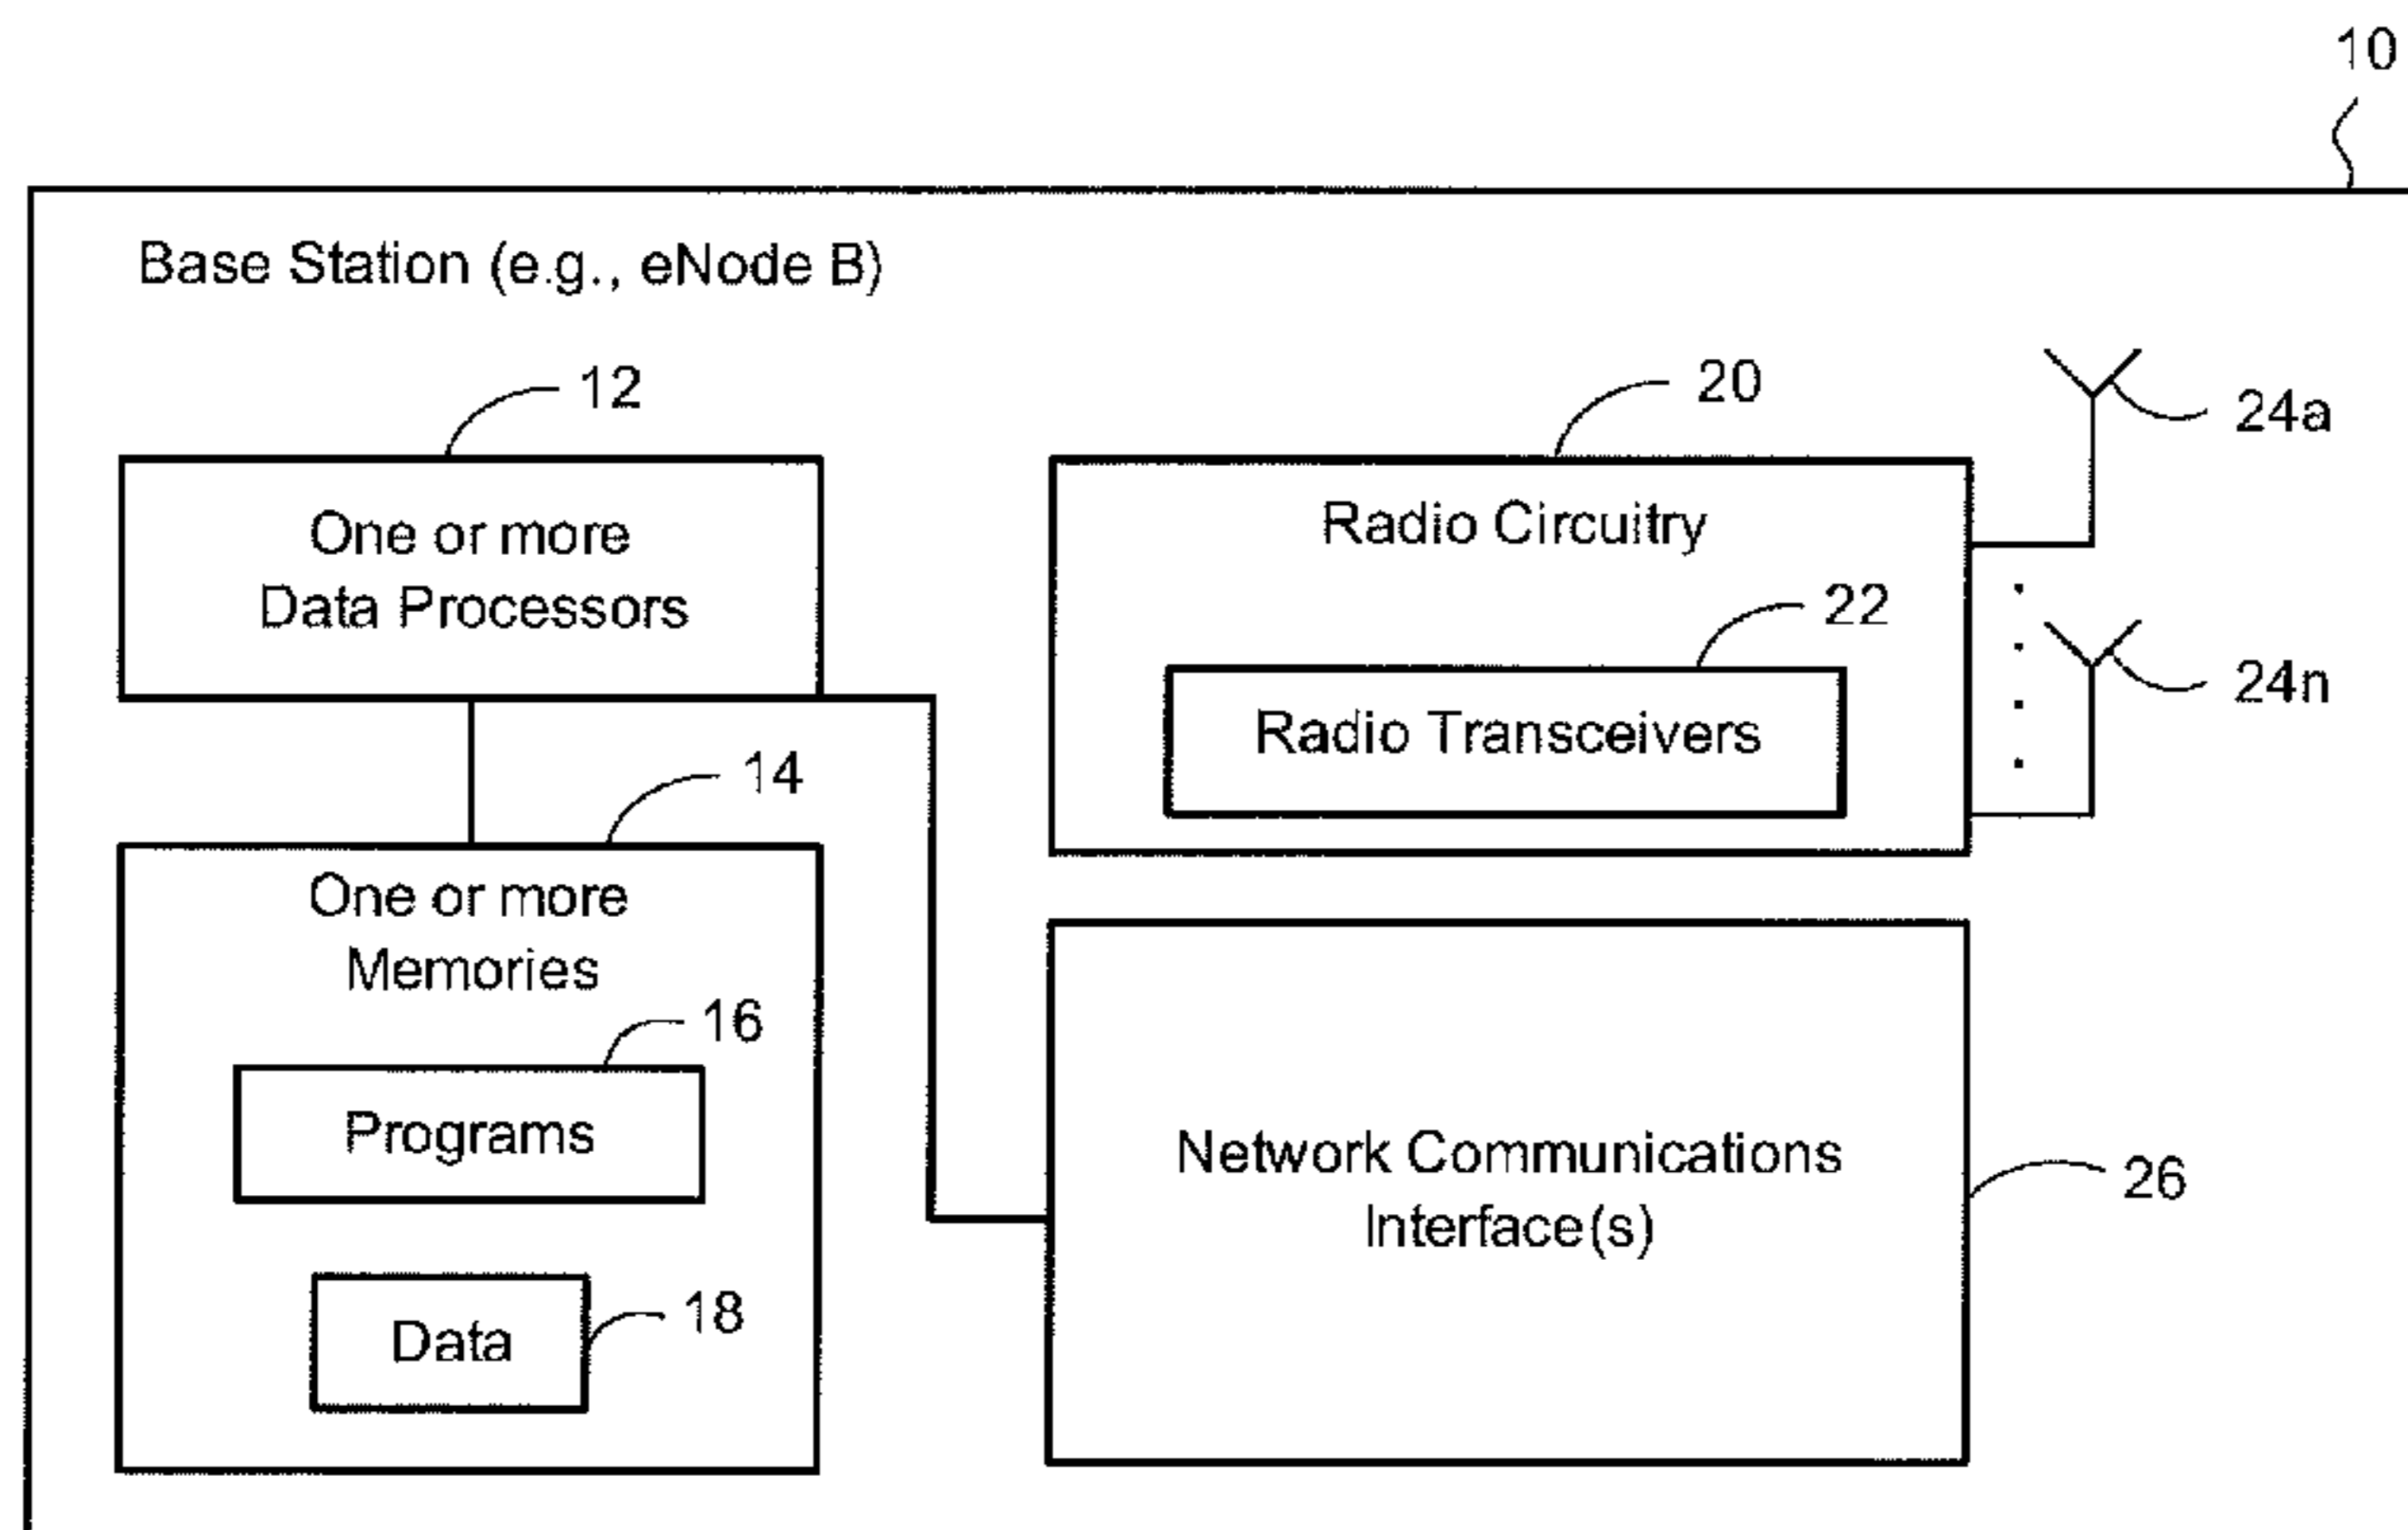 10
Base Station (e.g., eNode B)
12
20
24a
One or more
Data Processors
Radio Circuitry
22
24n
Radio Transceivers
14
One or more
Memories
16
Programs
Network Communications
Interface(s)
26
18
Data